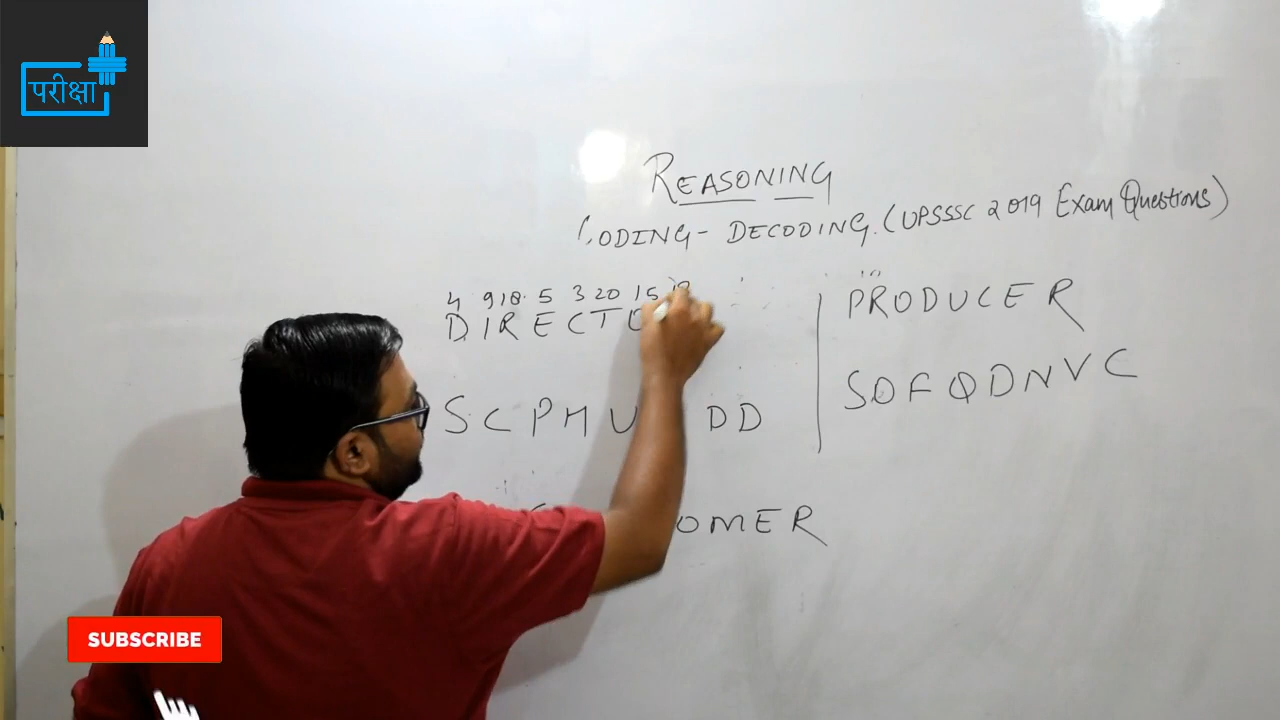 परीक्षा
REASONING
CODING - DECODING. (UPSSSC 2019 Exam Questions)
4 9 18 5 3 20 15
DIRECTO
SCPMU DD
OMER
PRODUCER
SOFQDNVC
SUBSCRIBE